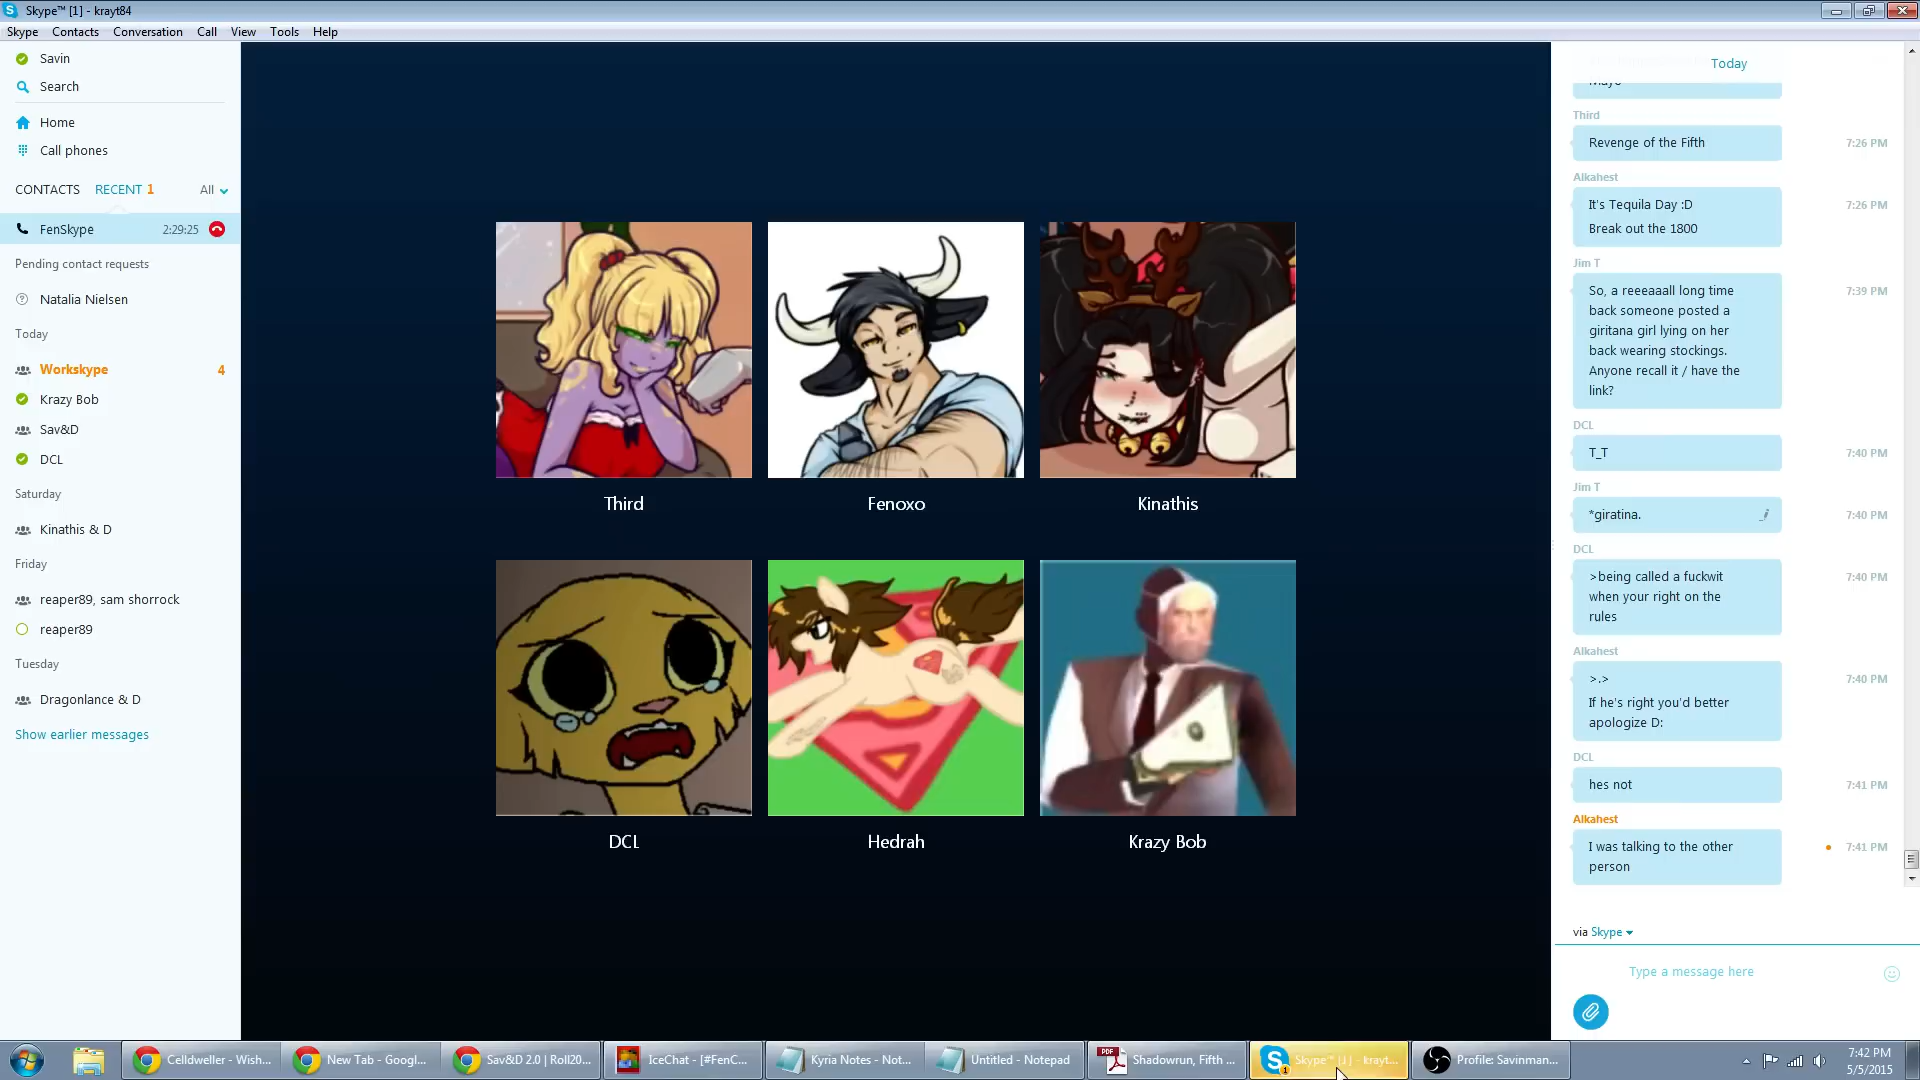 Skype™ [1] - krayt84
Skype Contacts Conversation Call View Tools Help
Savin
Search
Home
Call phones
CONTACTS RECENT 1 All
FenSkype 2:29:25
Pending contact requests
Natalia Nielsen
Today
Workskype 4
Krazy Bob
Sav&D
DCL
Saturday
Kinathis & D
Friday
reaper89, sam shorrock
reaper89
Tuesday
Dragonlance & D
Show earlier messages
Third Fenoxo Kinathis
DCL Hedrah Krazy Bob
Today
Third
Revenge of the Fifth 7:26 PM
Alkahest
It's Tequila Day :D 7:26 PM
Break out the 1800
Jim T
So, a reeeaaall long time 7:39 PM
back someone posted a
giritana girl lying on her
back wearing stockings.
Anyone recall it / have the
link?
DCL
T_T 7:40 PM
Jim T
*giratina. 7:40 PM
DCL
>being called a fuckwit 7:40 PM
when your right on the
rules
Alkahest
>.> 7:40 PM
If he's right you'd better
apologize D:
DCL
hes not 7:41 PM
Alkahest
I was talking to the other 7:41 PM
person
via Skype
Type a message here
Celldweller - Wish... New Tab - Googl... Sav&D 2.0 | Roll20... IceChat - [#FenC... Kyria Notes - Not... Untitled - Notepad Shadowrun, Fifth ... Skype™ [1] - krayt... Profile: Savinman...
7:42 PM
5/5/2015